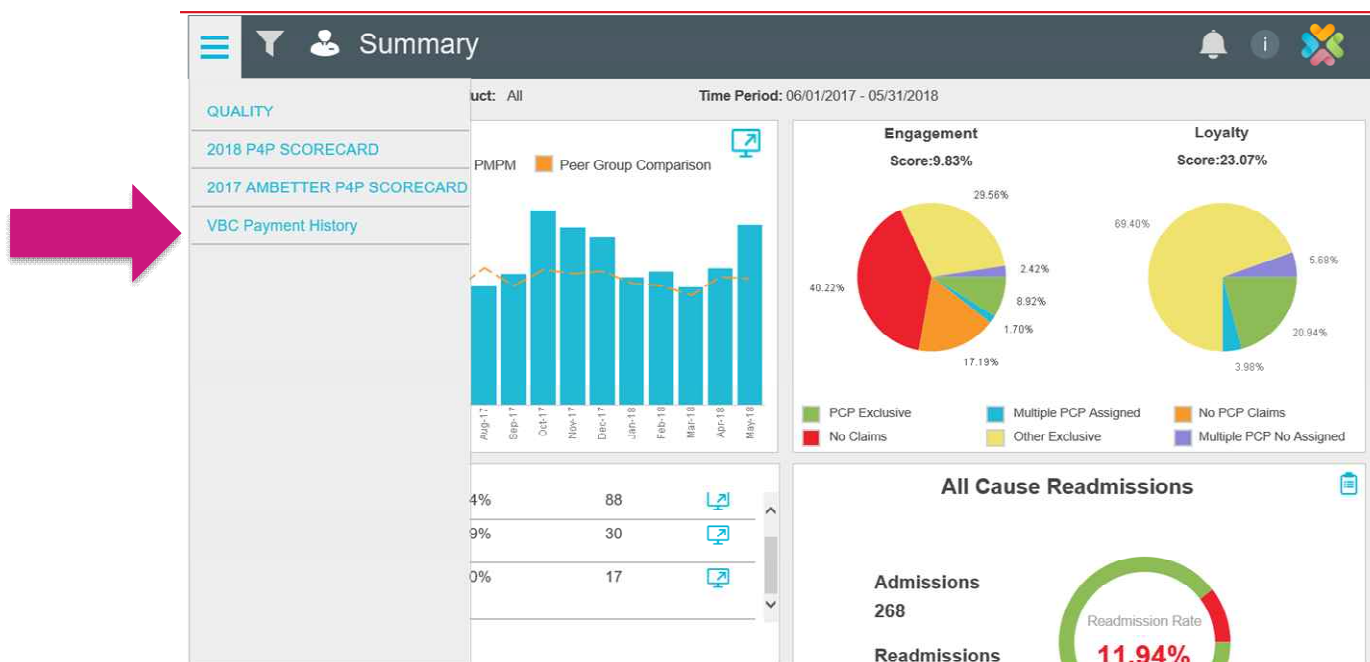 Summary
i
QUALITY
2018 P4P SCORECARD
2017 AMBETTER P4P SCORECARD
VBC Payment History
uct: All
Time Period: 06/01/2017 - 05/31/2018
PMPM
Peer Group Comparison
Aug-17
Sep-17
Oct-17
Nov-17
Dec-17
Jan-18
Feb-18
Mar-18
Apr-18
May-18
Engagement
Score:9.83%
29.56%
2.42%
8.92%
1.70%
17.19%
40.22%
Loyalty
Score:23.07%
69.40%
20.94%
3.98%
PCP Exclusive
Multiple PCP Assigned
No PCP Claims
No Claims
Other Exclusive
Multiple PCP No Assigned
4% 88
9% 30
0% 17
All Cause Readmissions
Admissions
268
Readmissions
Readmission Rate
11.94%